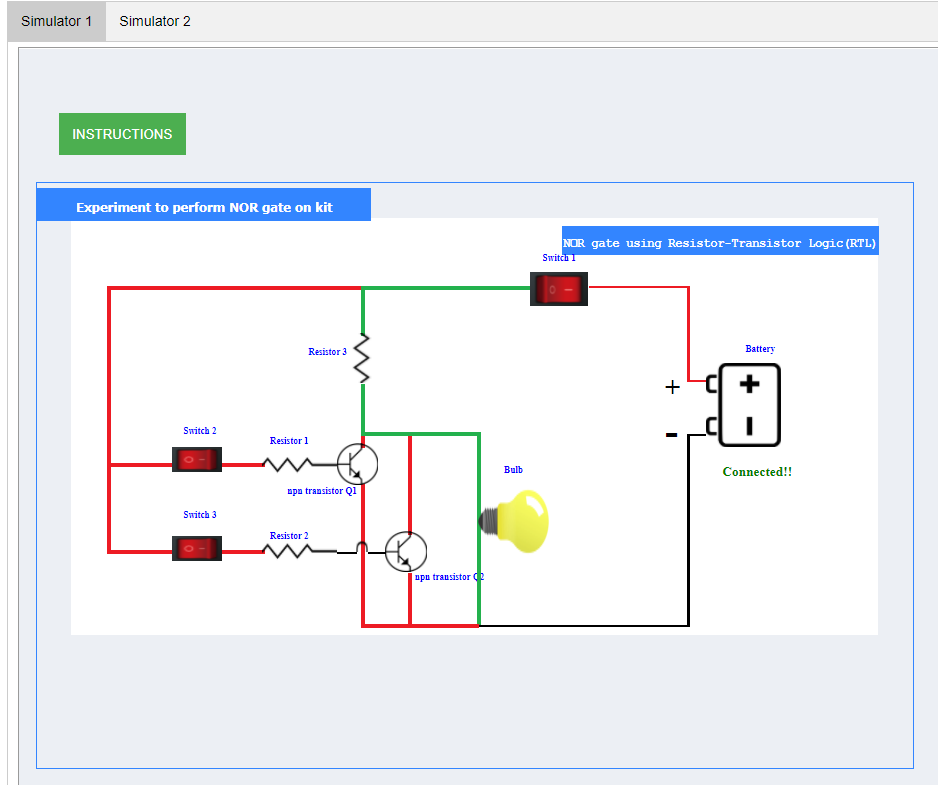 Simulator 1
Simulator 2
INSTRUCTIONS
Experiment to perform NOR gate on kit
NOR gate using Resistor-Transistor Logic(RTL)
Switch 1
Resistor 3
Battery
+
-
Connected!!
Switch 2
Resistor 1
npn transistor Q1
Bulb
Switch 3
Resistor 2
npn transistor Q2